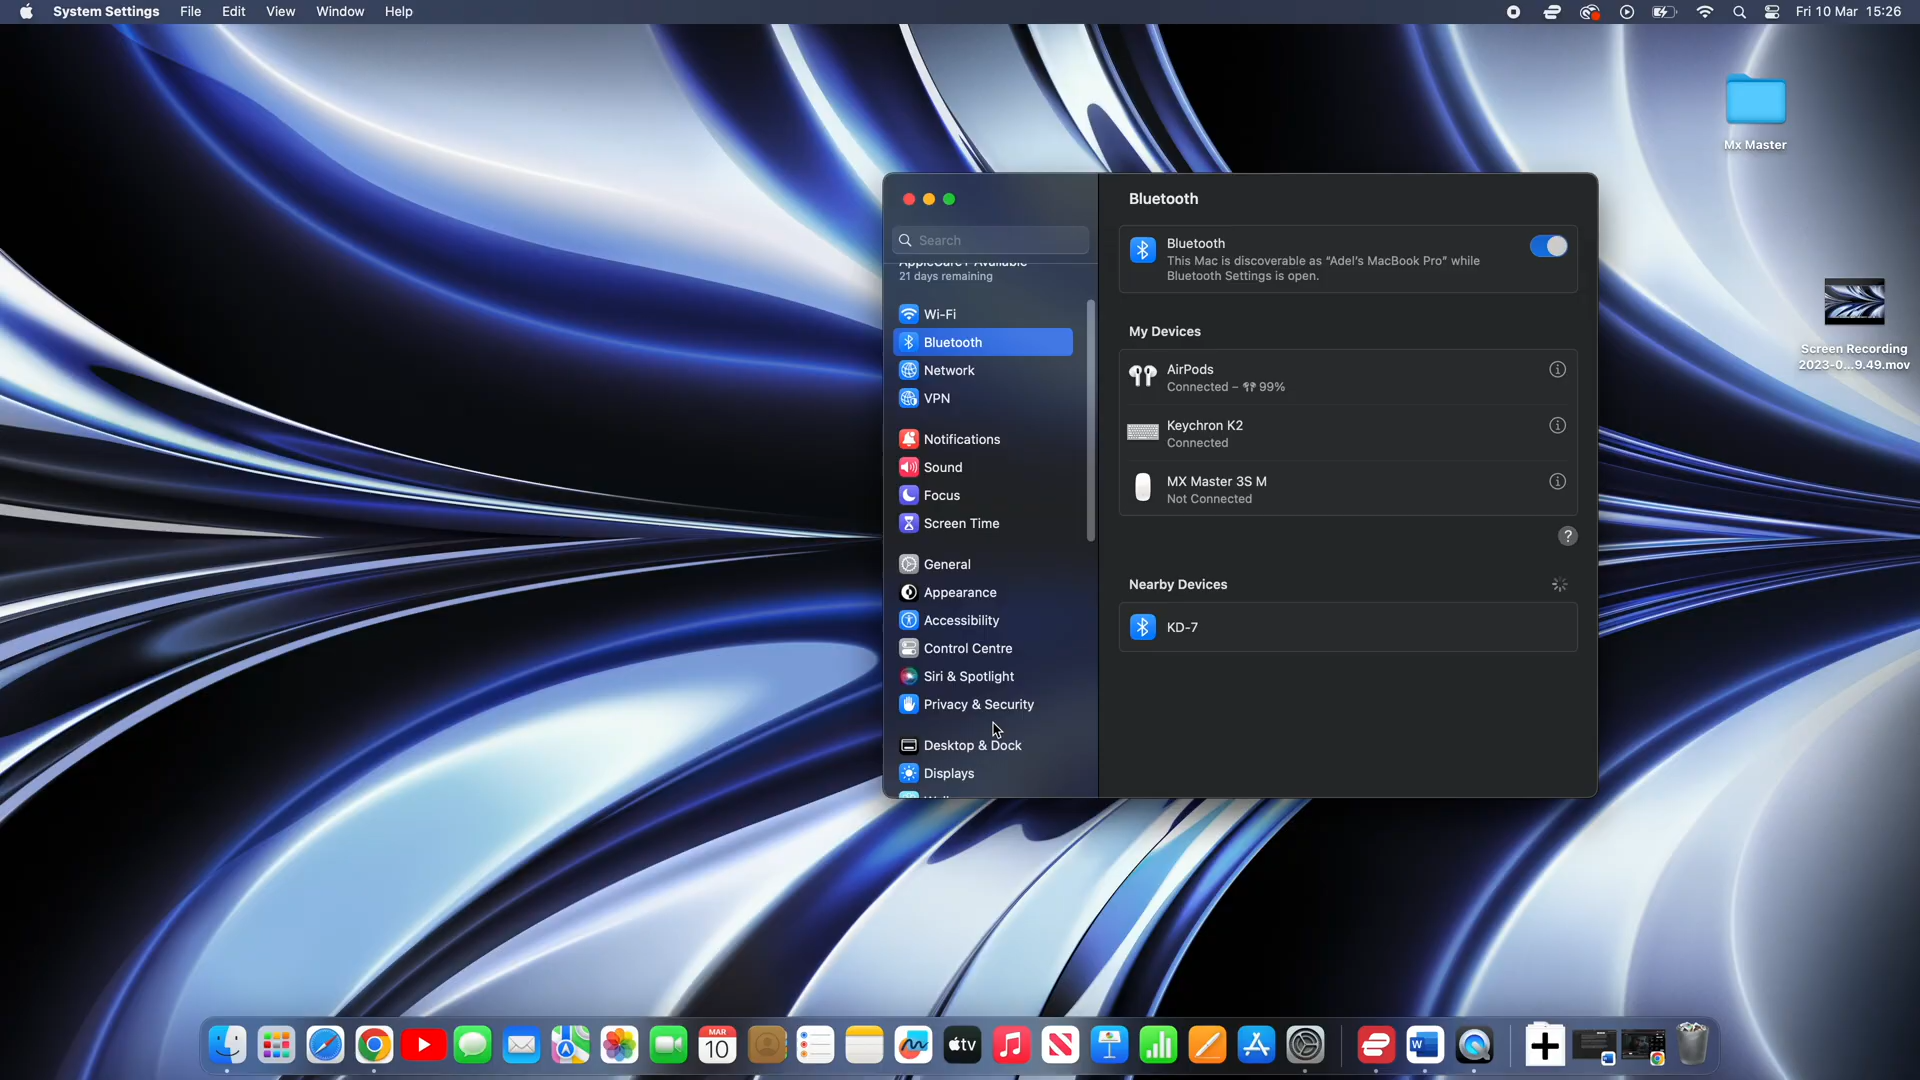 System Settings File Edit View Window Help
Fri 10 Mar 15:26
Mx Master
Screen Recording
2023-0...9.49.mov
Search
AppleCare+ Available
21 days remaining
Wi-Fi
Bluetooth
Network
VPN
Notifications
Sound
Focus
Screen Time
General
Appearance
Accessibility
Control Centre
Siri & Spotlight
Privacy & Security
Desktop & Dock
Displays
Bluetooth
Bluetooth
This Mac is discoverable as “Adel’s MacBook Pro” while
Bluetooth Settings is open.
My Devices
AirPods
Connected – 99%
Keychron K2
Connected
MX Master 3S M
Not Connected
?
Nearby Devices
KD-7
MAR
10
tv
W